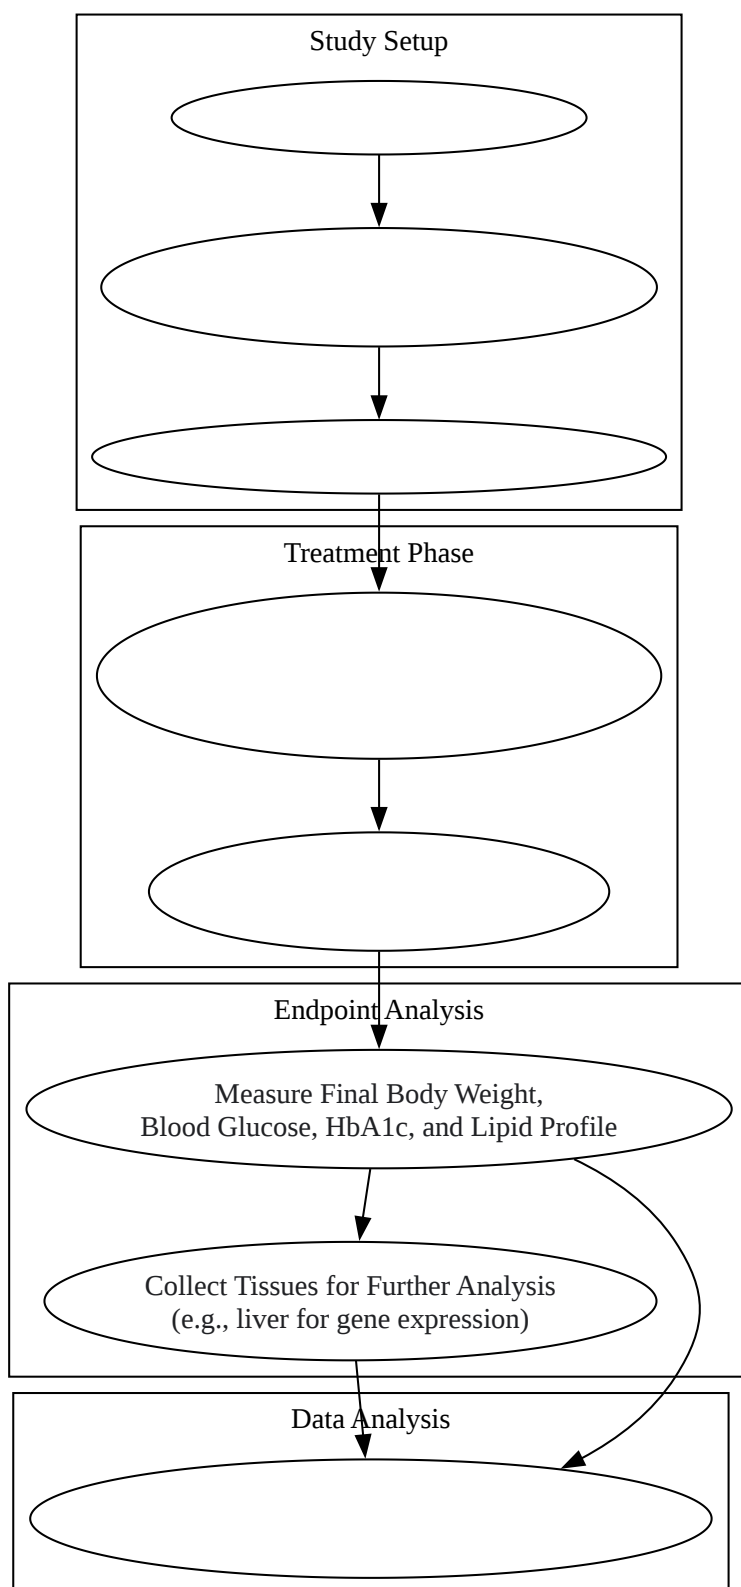 Study Setup
Treatment Phase
Endpoint Analysis
Measure Final Body Weight,
Blood Glucose, HbA1c, and Lipid Profile
Collect Tissues for Further Analysis
(e.g., liver for gene expression)
Data Analysis